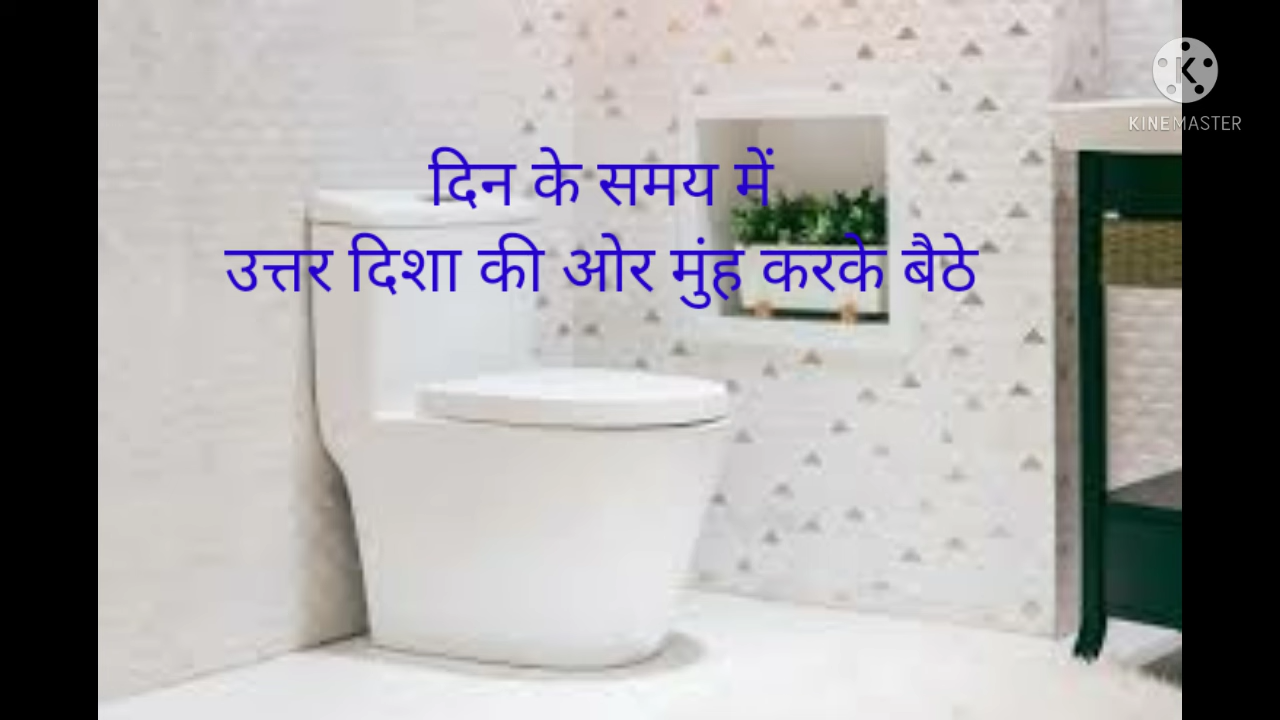 दिन के समय में
उत्तर दिशा की ओर मुंह करके बैठे
KINEMASTER